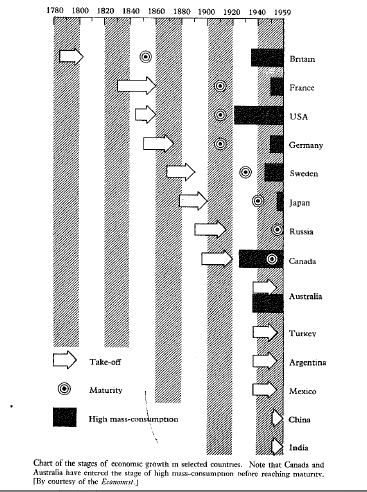 1780 1800 1820 1840 1860 1880 1900 1920 1940 1959
Britain
France
USA
Germany
Sweden
Japan
Russia
Canada
Australia
Turkey
Argentina
Mexico
China
India
Take-off
Maturity
High mass-consumption
Chart of the stages of economic growth in selected countries. Note that Canada and
Australia have entered the stage of high mass-consumption before reaching maturity.
[By courtesy of the Economist.]